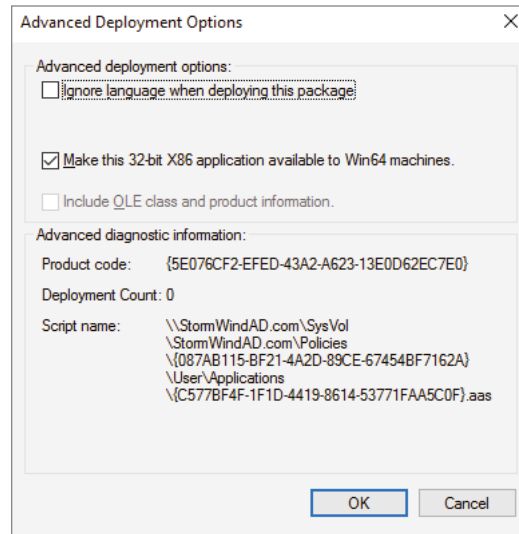 Advanced Deployment Options
Advanced deployment options:
Ignore language when deploying this package
Make this 32-bit X86 application available to Win64 machines.
Include OLE class and product information.
Advanced diagnostic information:
Product code: {5E076CF2-EFED-43A2-A623-13E0D62EC7E0}
Deployment Count: 0
Script name: \\StormWindAD.com\SysVol
\StormWindAD.com\Policies
\{087AB115-BF21-4A2D-89CE-67454BF7162A}
\User\Applications
\{C577BF4F-1F1D-4419-8614-53771FAA5C0F}.aas
OK Cancel